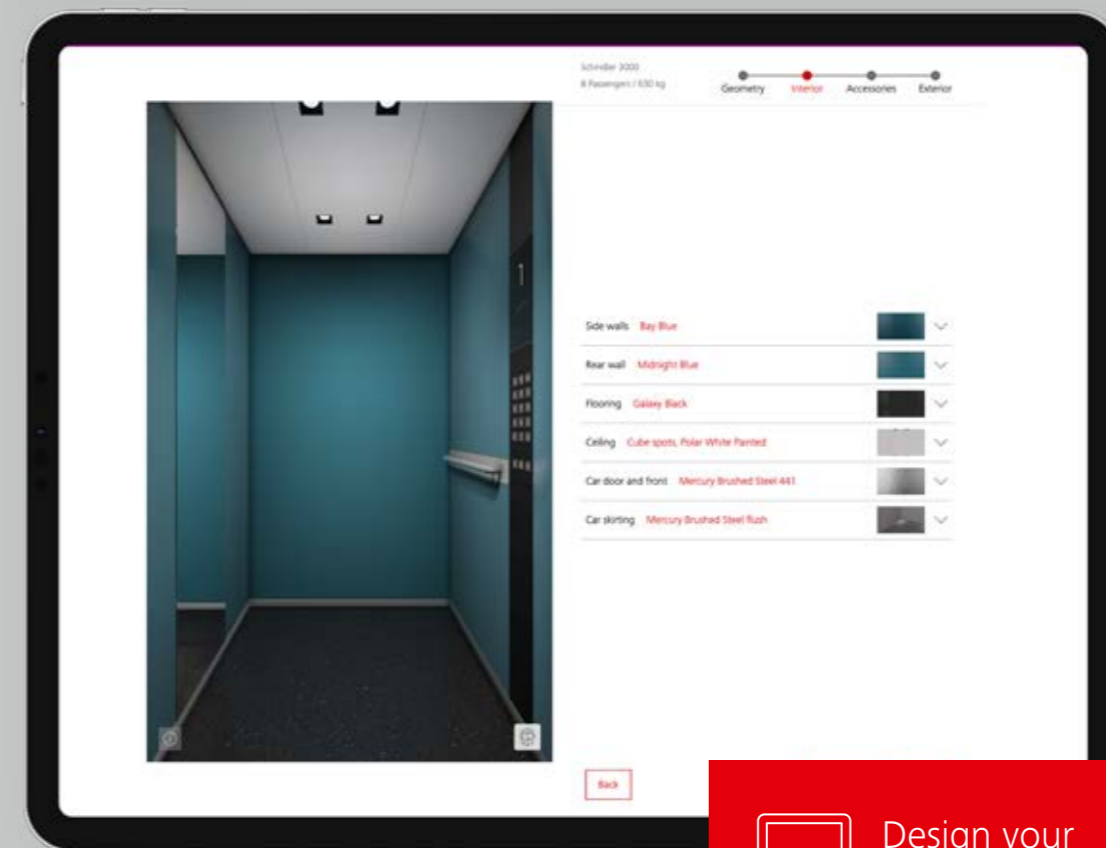 Schindler 3000
8 Passengers / 630 kg
Geometry Interior Accessories Exterior
1
Side walls Bay Blue
Rear wall Midnight Blue
Flooring Galaxy Black
Ceiling Cube spots, Polar White Painted
Car door and front Mercury Brushed Steel 441
Car skirting Mercury Brushed Steel flush
Back
Design your